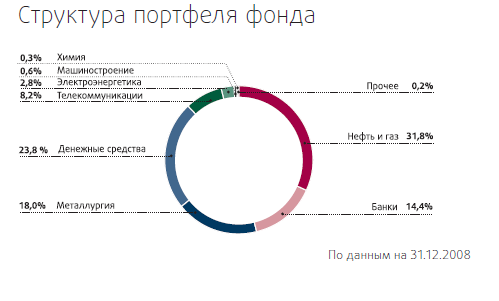 Структура портфеля фонда
0,3% Химия
0,6% Машиностроение
2,8% Электроэнергетика
8,2% Телекоммуникации
23,8 % Денежные средства
18,0% Металлургия
Прочее 0,2%
Нефть и газ 31,8%
Банки 14,4%
По данным на 31.12.2008